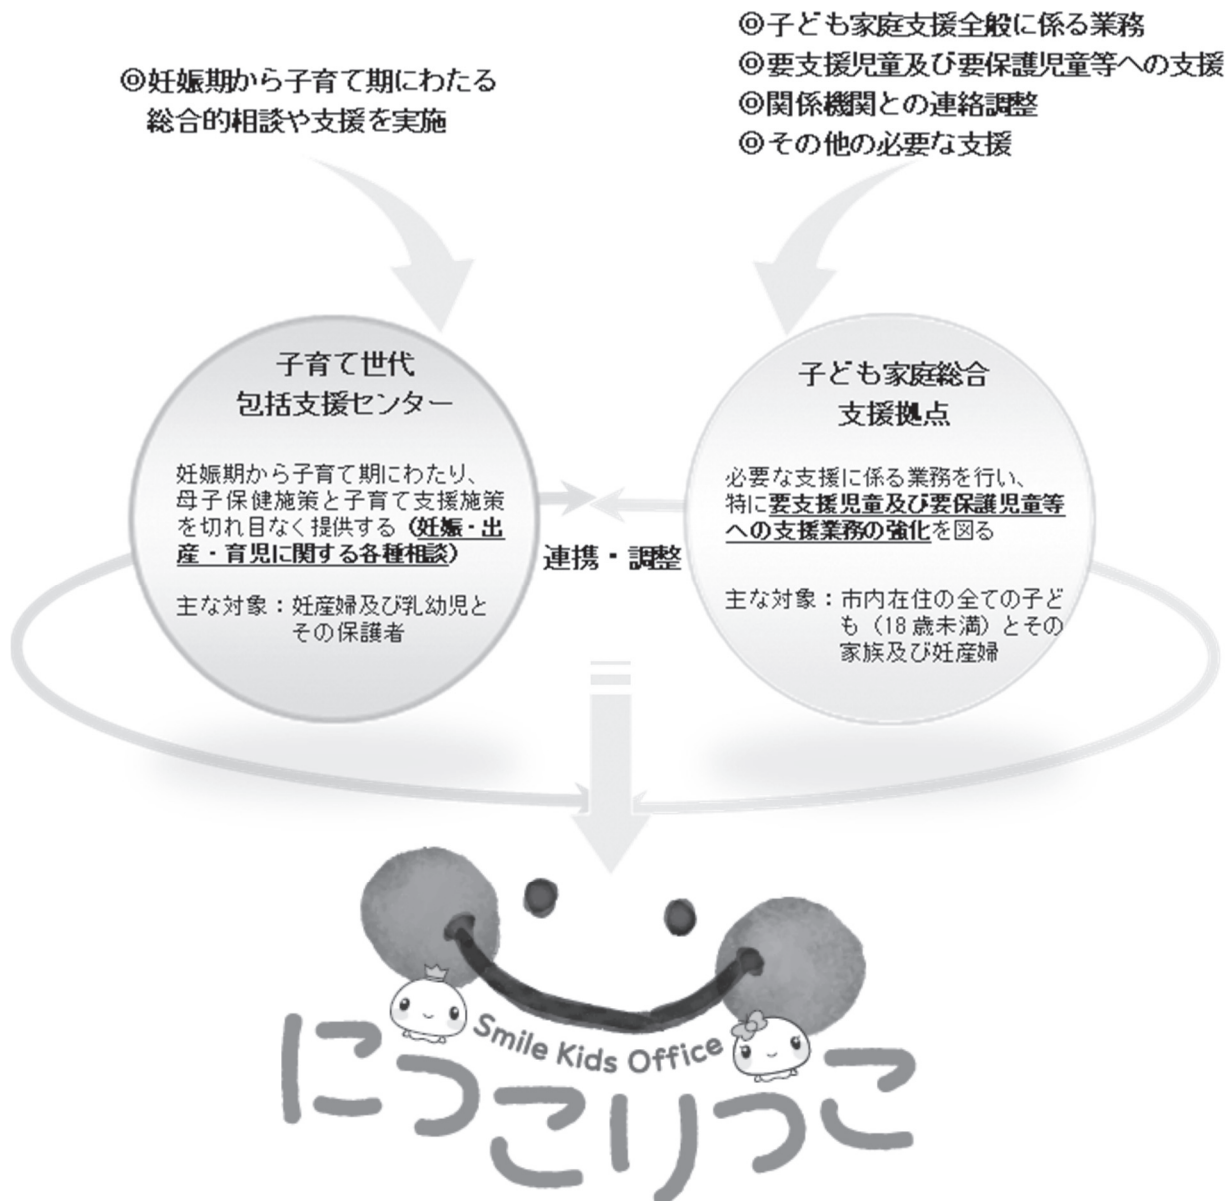 ◎妊娠期から子育て期にわたる
総合的相談や支援を実施
◎子ども家庭支援全般に係る業務
◎要支援児童及び要保護児童等への支援
◎関係機関との連絡調整
◎その他の必要な支援
子育て世代
包括支援センター
妊娠期から子育て期にわたり、
母子保健施策と子育て支援施策
を切れ目なく提供する(妊娠・出
産・育児に関する各種相談)
主な対象：妊産婦及び乳幼児と
その保護者
連携・調整
子ども家庭総合
支援拠点
必要な支援に係る業務を行い、
特に要支援児童及び要保護児童等
への支援業務の強化を図る
主な対象：市内在住の全ての子ど
も（18歳未満）とその
家族及び妊産婦
Smile Kids Office
にっこりっこ